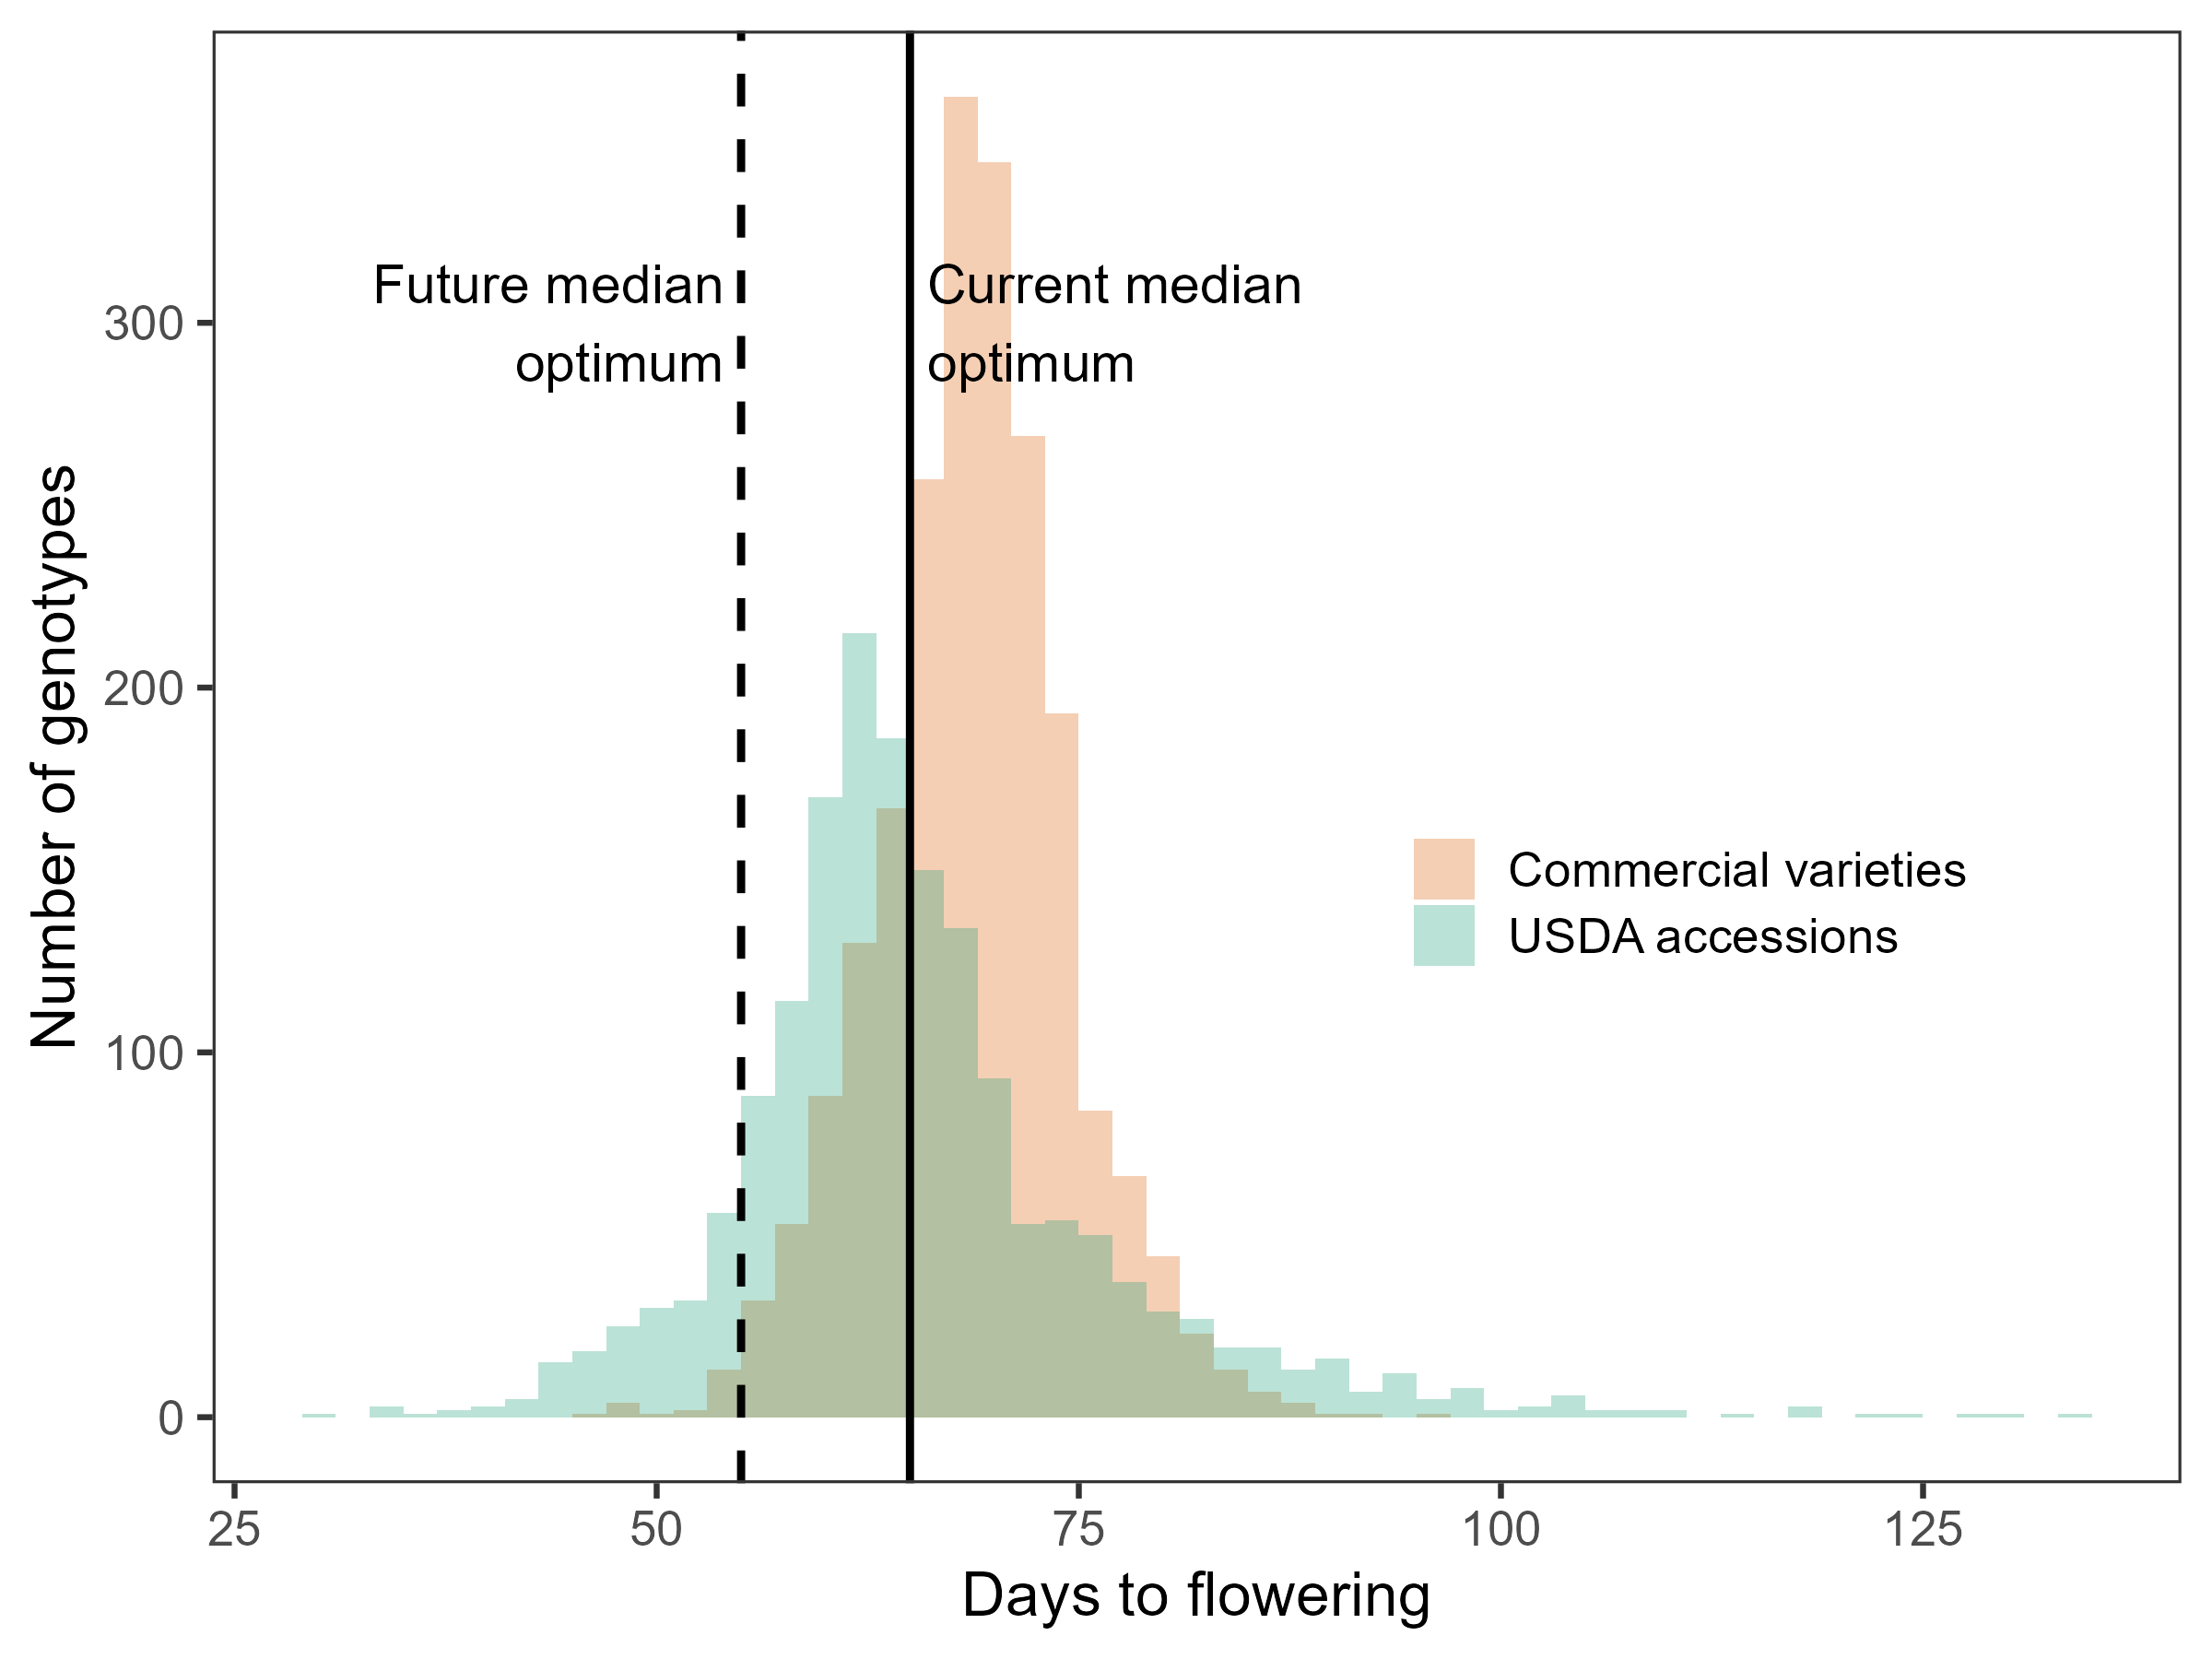 Future median
optimum
Current median
optimum
300
200
100
0
Number of genotypes
Commercial varieties
USDA accessions
25
50
75
100
125
Days to flowering